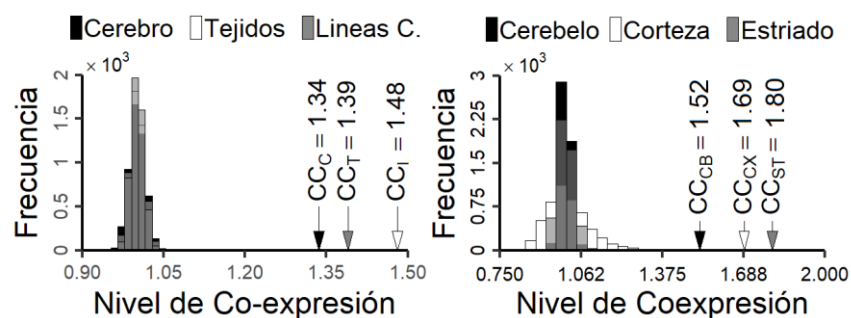 Cerebro Tejidos Lineas C.
× 10³
Frecuencia
2
1.5
1
0.5
0
CC_C = 1.34
CC_T = 1.39
CC_I = 1.48
0.90 1.05 1.20 1.35 1.50
Nivel de Co-expresión
Cerebelo Corteza Estriado
× 10³
Frecuencia
3
2.25
1.5
0.75
0
CC_CB = 1.52
CC_CX = 1.69
CC_ST = 1.80
0.750 1.062 1.375 1.688 2.000
Nivel de Coexpresión